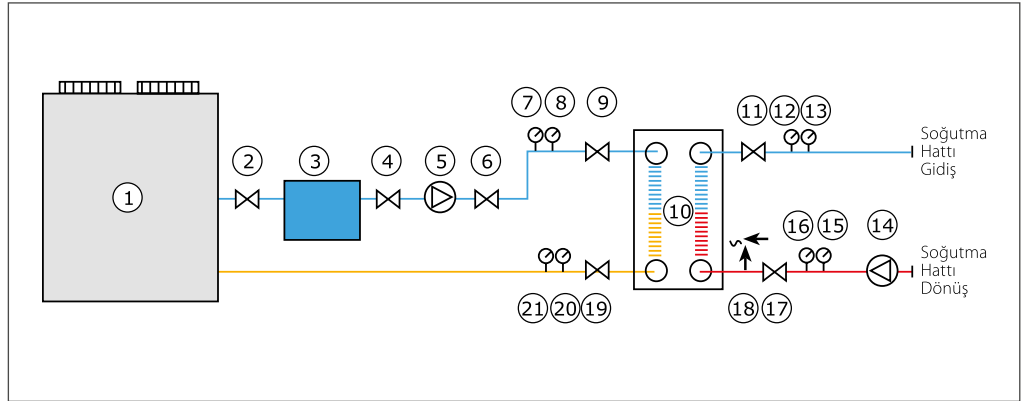 7 8 9 11 12 13
Soğutma
Hattı
Gidiş
2 3 4 5 6
1
10
16 15 14
Soğutma
Hattı
Dönüş
21 20 19 18 17